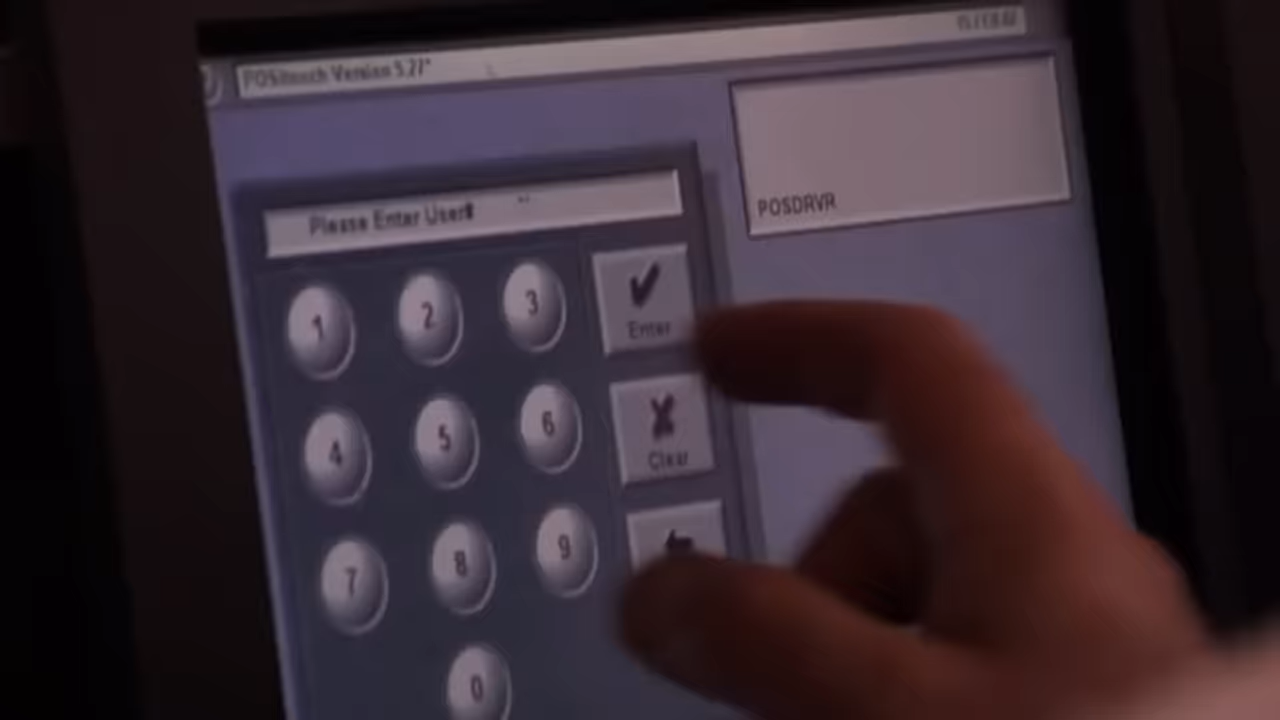 POSitouch Version 5.27"
Please Enter User#
POSDRVR
1 2 3
Enter
4 5 6
Clear
7 8 9
0